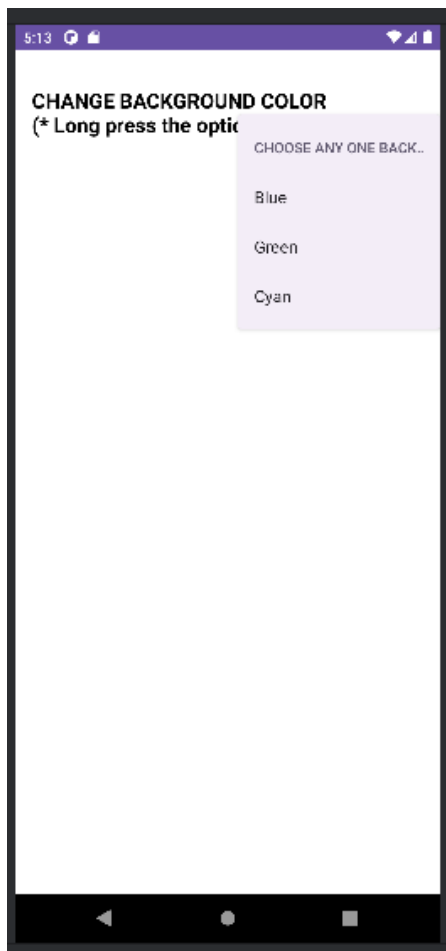 5:13
CHANGE BACKGROUND COLOR
(* Long press the optic
CHOOSE ANY ONE BACK...
Blue
Green
Cyan